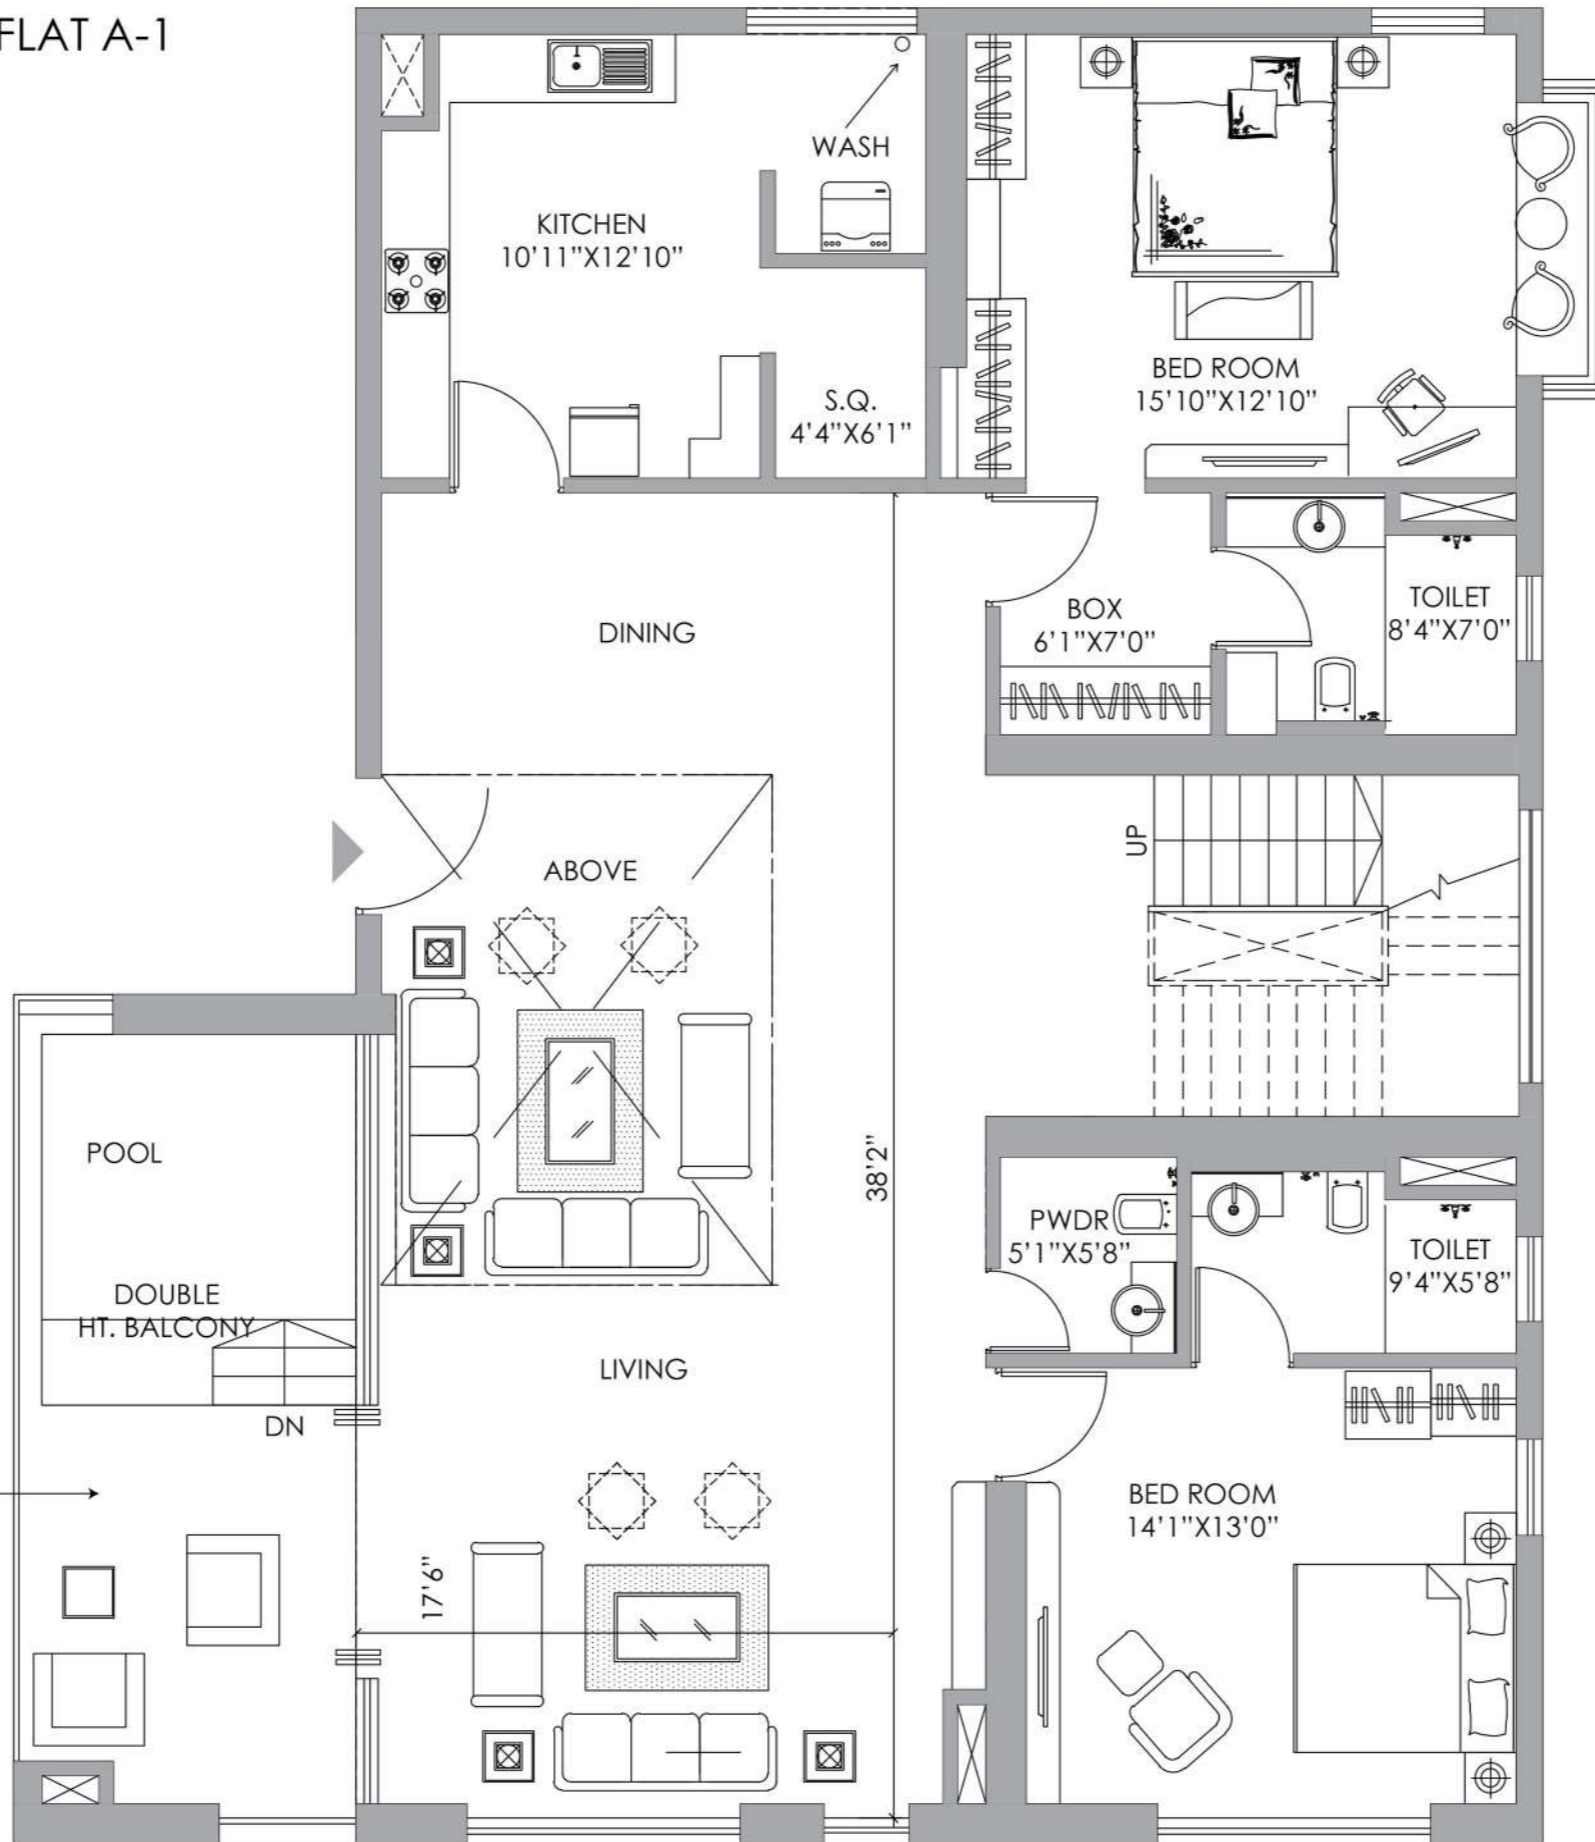 FLAT A-1
WASH
KITCHEN
10'11"X12'10"
S.Q.
4'4"X6'1"
BED ROOM
15'10"X12'10"
DINING
BOX
6'1"X7'0"
TOILET
8'4"X7'0"
UP
ABOVE
POOL
38'2"
PWDR
5'1"X5'8"
TOILET
9'4"X5'8"
DOUBLE
HT. BALCONY
LIVING
DN
BED ROOM
14'1"X13'0"
17'6"